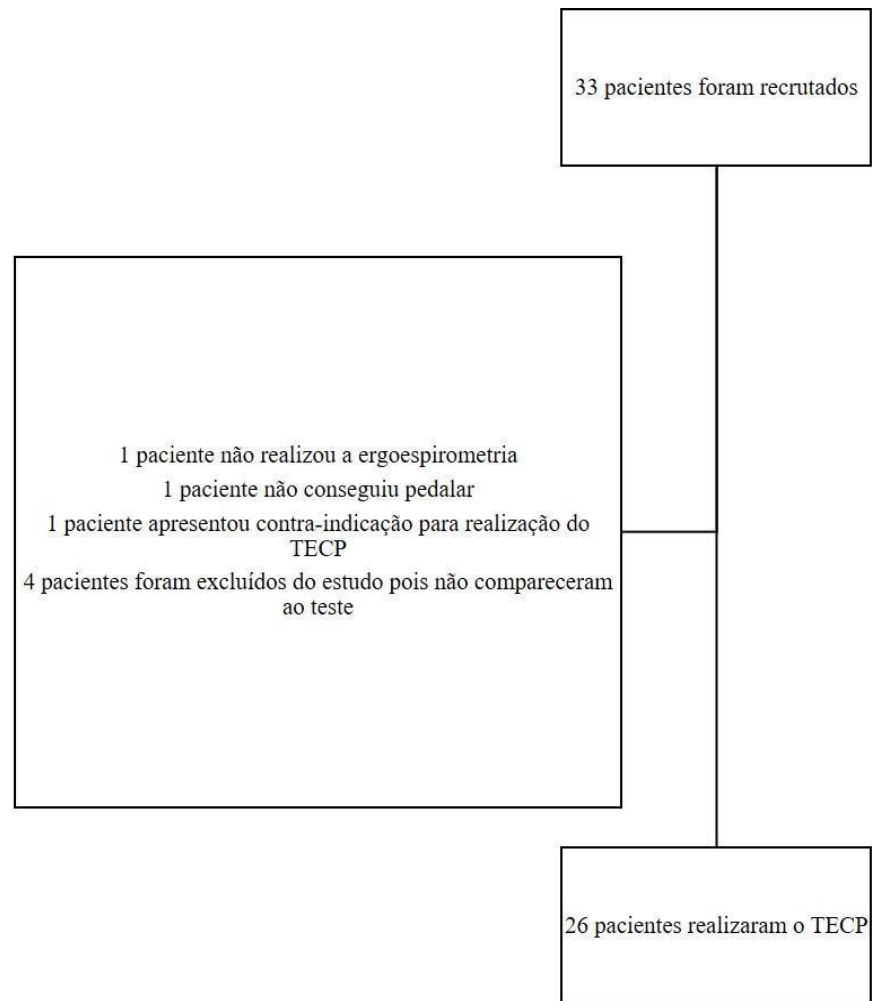 33 pacientes foram recrutados
1 paciente não realizou a ergoespirometria
1 paciente não conseguiu pedalar
1 paciente apresentou contra-indicação para realização do
TECP
4 pacientes foram excluídos do estudo pois não compareceram
ao teste
26 pacientes realizaram o TECP